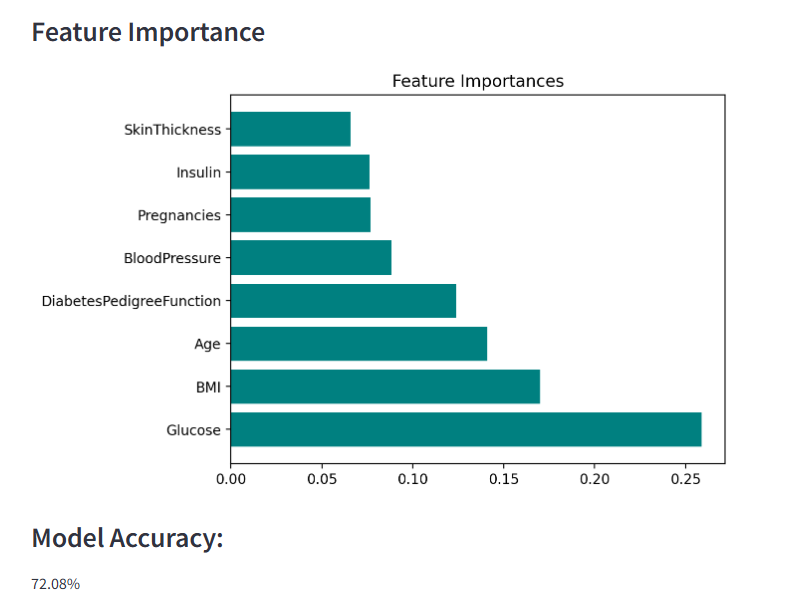 Feature Importance
Feature Importances
SkinThickness
Insulin
Pregnancies
BloodPressure
DiabetesPedigreeFunction
Age
BMI
Glucose
0.00 0.05 0.10 0.15 0.20 0.25
Model Accuracy:
72.08%